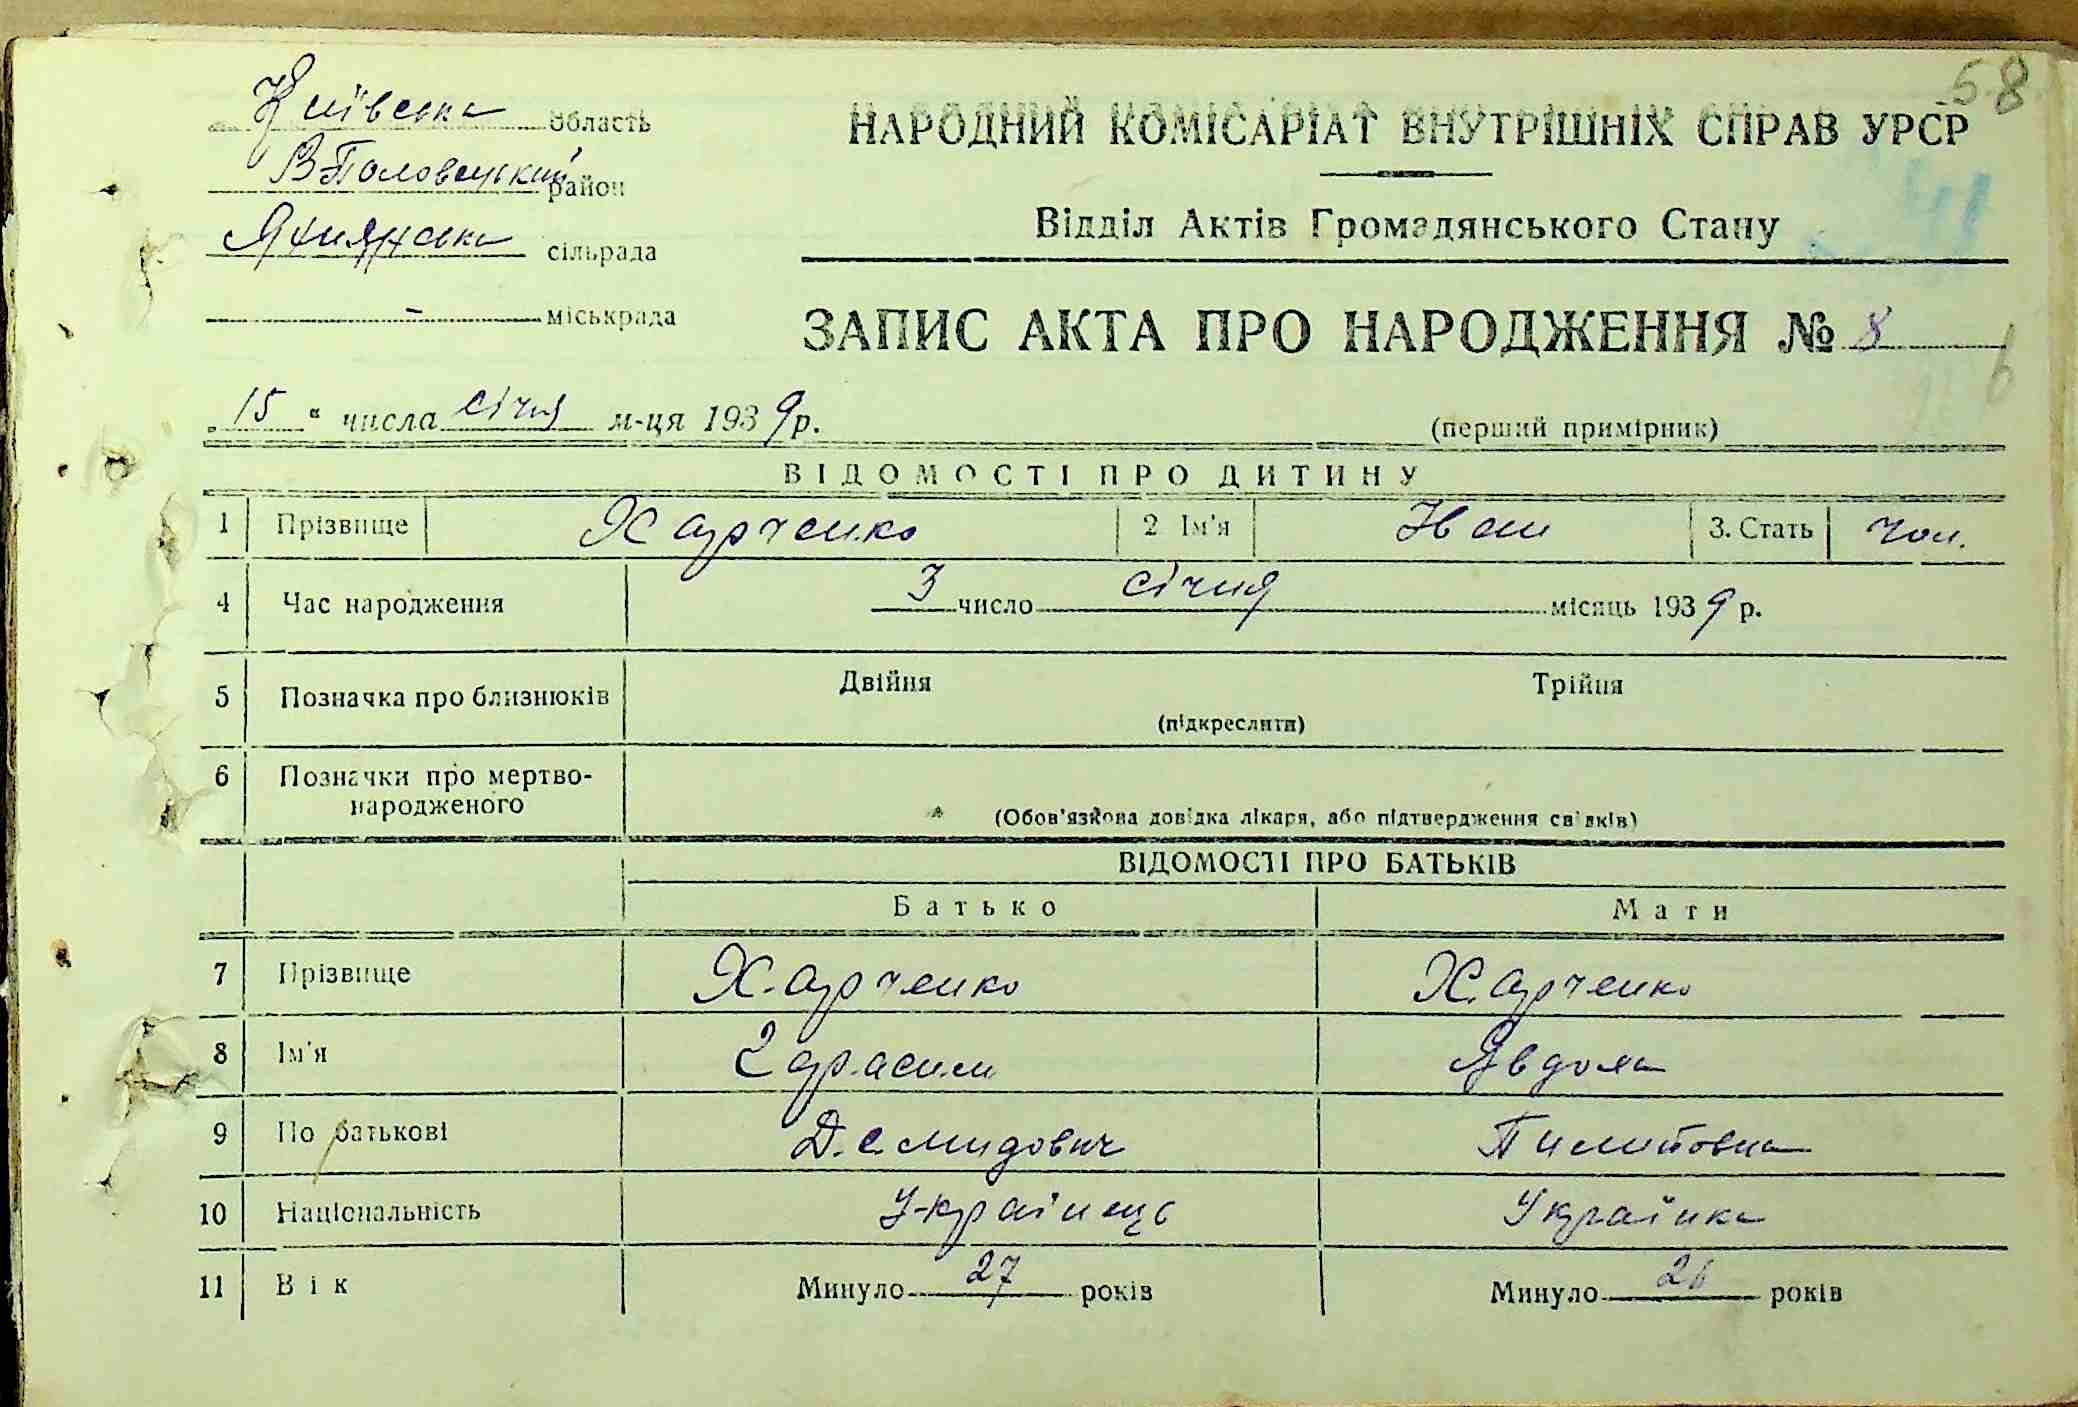 58
Київська область
В Половецький район
Яхнянська сільрада
- міськрада
НАРОДНИЙ КОМІСАРІАТ ВНУТРІШНІХ СПРАВ УРСР
41
Відділ Актів Громадянського Стану
ЗАПИС АКТА ПРО НАРОДЖЕННЯ № 8
„ 15 " числа січня м-ця 1939 р.
(перший примірник)
ВІДОМОСТІ ПРО ДИТИНУ
1 Прізвище Харченко 2 Ім'я Іван 3. Стать чол.
4 Час народження 3 число січня місяць 1939 р.
5 Позначка про близнюків Двійня Трійня
(підкреслити)
6 Позначки про мертво-
народженого
(Обов'язкова довідка лікаря, або підтвердження свідків)
ВІДОМОСТІ ПРО БАТЬКІВ
Батько Мати
7 Прізвище Харченко Харченко
8 Ім'я Гарасим Явдоха
9 По батькові Демидович Пилиповна
10 Національність Українець Українка
11 Вік Минуло 27 років Минуло 26 років